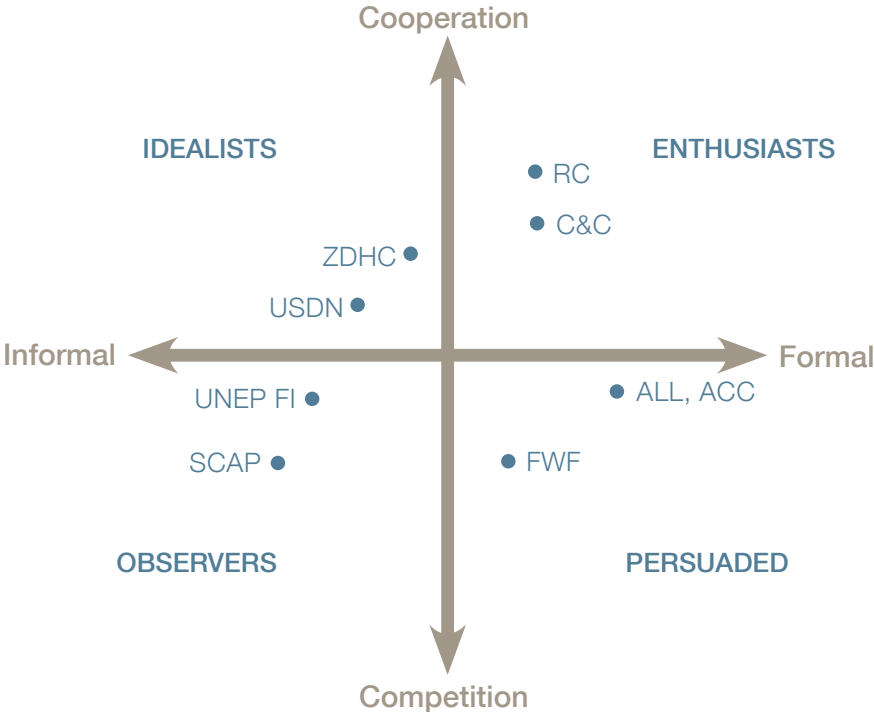 Cooperation
IDEALISTS
ENTHUSIASTS
RC
C&C
ZDHC
USDN
Informal
Formal
UNEP FI
ALL, ACC
SCAP
FWF
OBSERVERS
PERSUADED
Competition